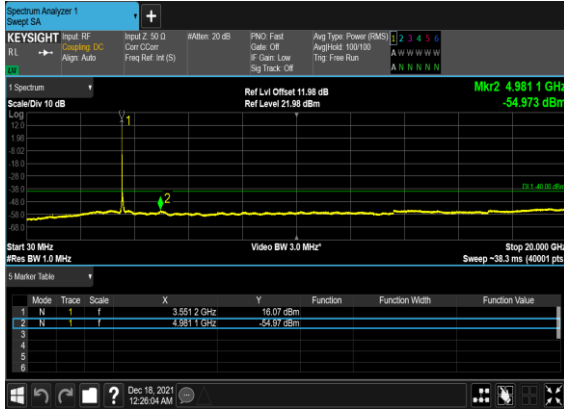 Spectrum Analyzer 1
Swept SA
+
KEYSIGHT Input: RF Input Z: 50 Ω #Atten: 20 dB PNO: Fast Avg Type: Power (RMS) 1 2 3 4 5 6
RL Coupling: DC Corr CCorr Gate: Off Avg|Hold: 100/100 A W W W W W
Align: Auto Freq Ref: Int (S) IF Gain: Low Trig: Free Run
Sig Track: Off A N N N N N
1 Spectrum Ref Lvl Offset 11.98 dB Mkr2 4.981 1 GHz
Scale/Div 10 dB Ref Level 21.98 dBm -54.973 dBm
Log
12.0
1.98
-8.02
-18.0
-28.0
-38.0
-48.0
-58.0
-68.0
1
2
DL1 -40.00 dBm
Start 30 MHz Video BW 3.0 MHz* Stop 20.000 GHz
#Res BW 1.0 MHz Sweep ~38.3 ms (40001 pts)
5 Marker Table
Mode Trace Scale X Y Function Function Width Function Value
1 N 1 f 3.551 2 GHz 16.07 dBm
2 N 1 f 4.981 1 GHz -54.97 dBm
3
4
5
6
? Dec 18, 2021
12:26:04 AM